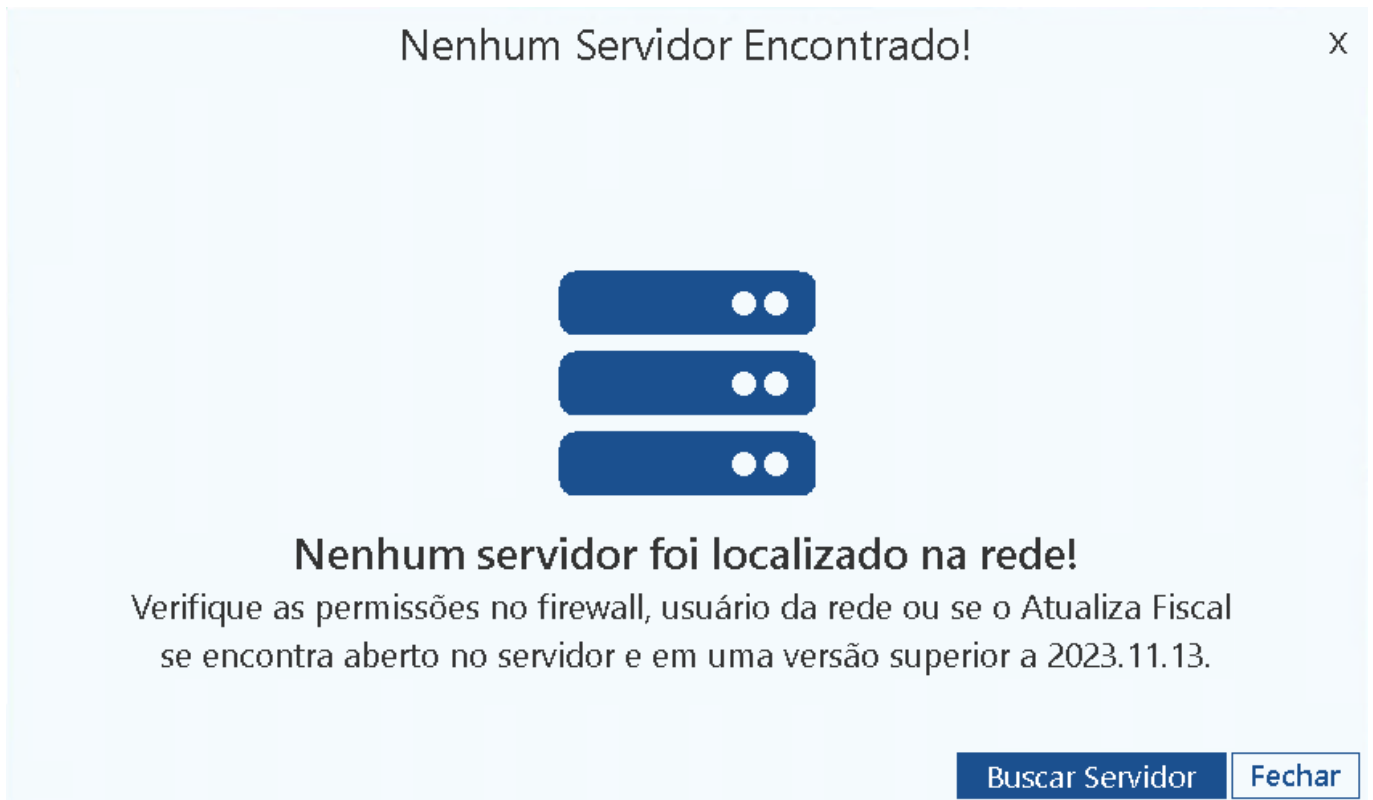 Nenhum Servidor Encontrado!
X
Nenhum servidor foi localizado na rede!
Verifique as permissões no firewall, usuário da rede ou se o Atualiza Fiscal
se encontra aberto no servidor e em uma versão superior a 2023.11.13.
Buscar Servidor
Fechar